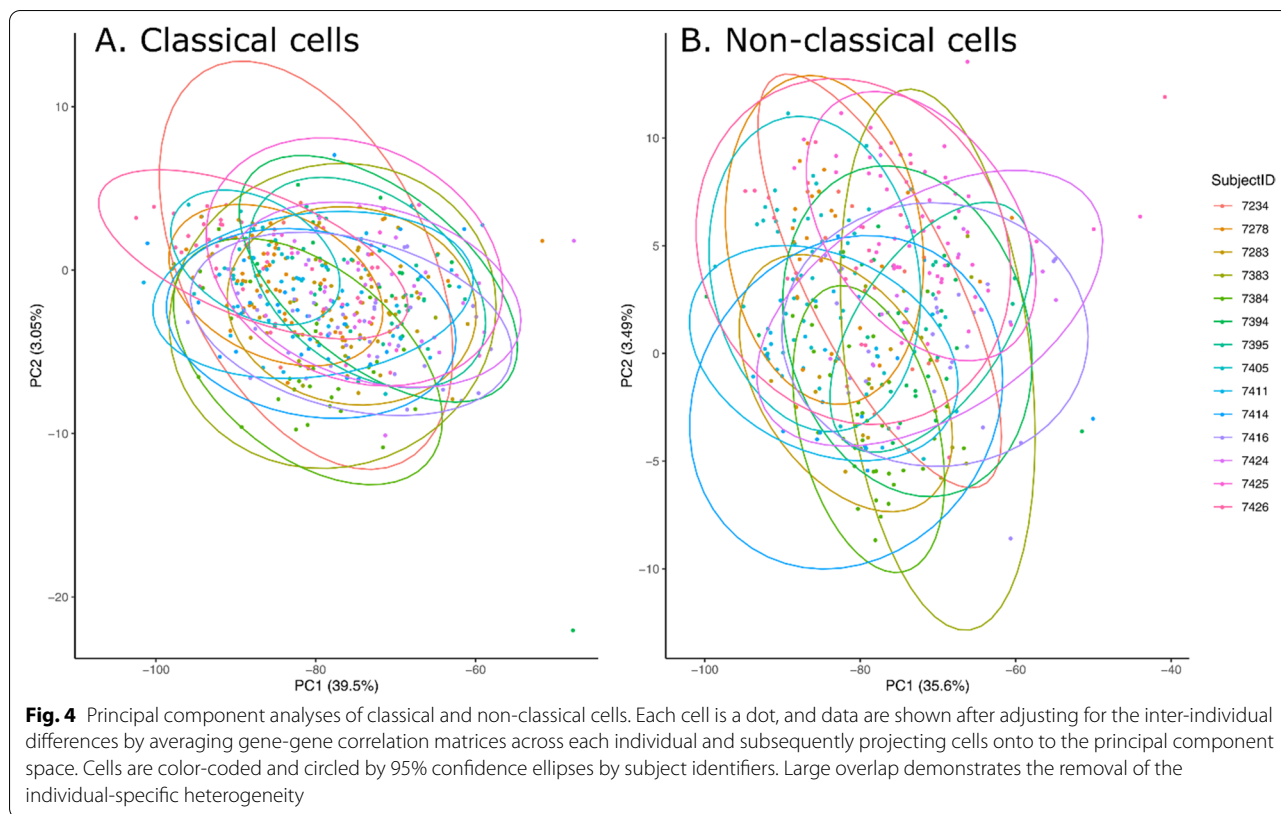 A. Classical cells
B. Non-classical cells
10
0
−10
−20
PC2 (3.05%)
−100
−80
−60
PC1 (39.5%)
10
5
0
−5
−10
PC2 (3.49%)
−100
−80
−60
−40
PC1 (35.6%)
SubjectID
7234
7278
7283
7383
7384
7394
7395
7405
7411
7414
7416
7424
7425
7426
Fig. 4 Principal component analyses of classical and non-classical cells. Each cell is a dot, and data are shown after adjusting for the inter-individual
differences by averaging gene-gene correlation matrices across each individual and subsequently projecting cells onto to the principal component
space. Cells are color-coded and circled by 95% confidence ellipses by subject identifiers. Large overlap demonstrates the removal of the
individual-specific heterogeneity